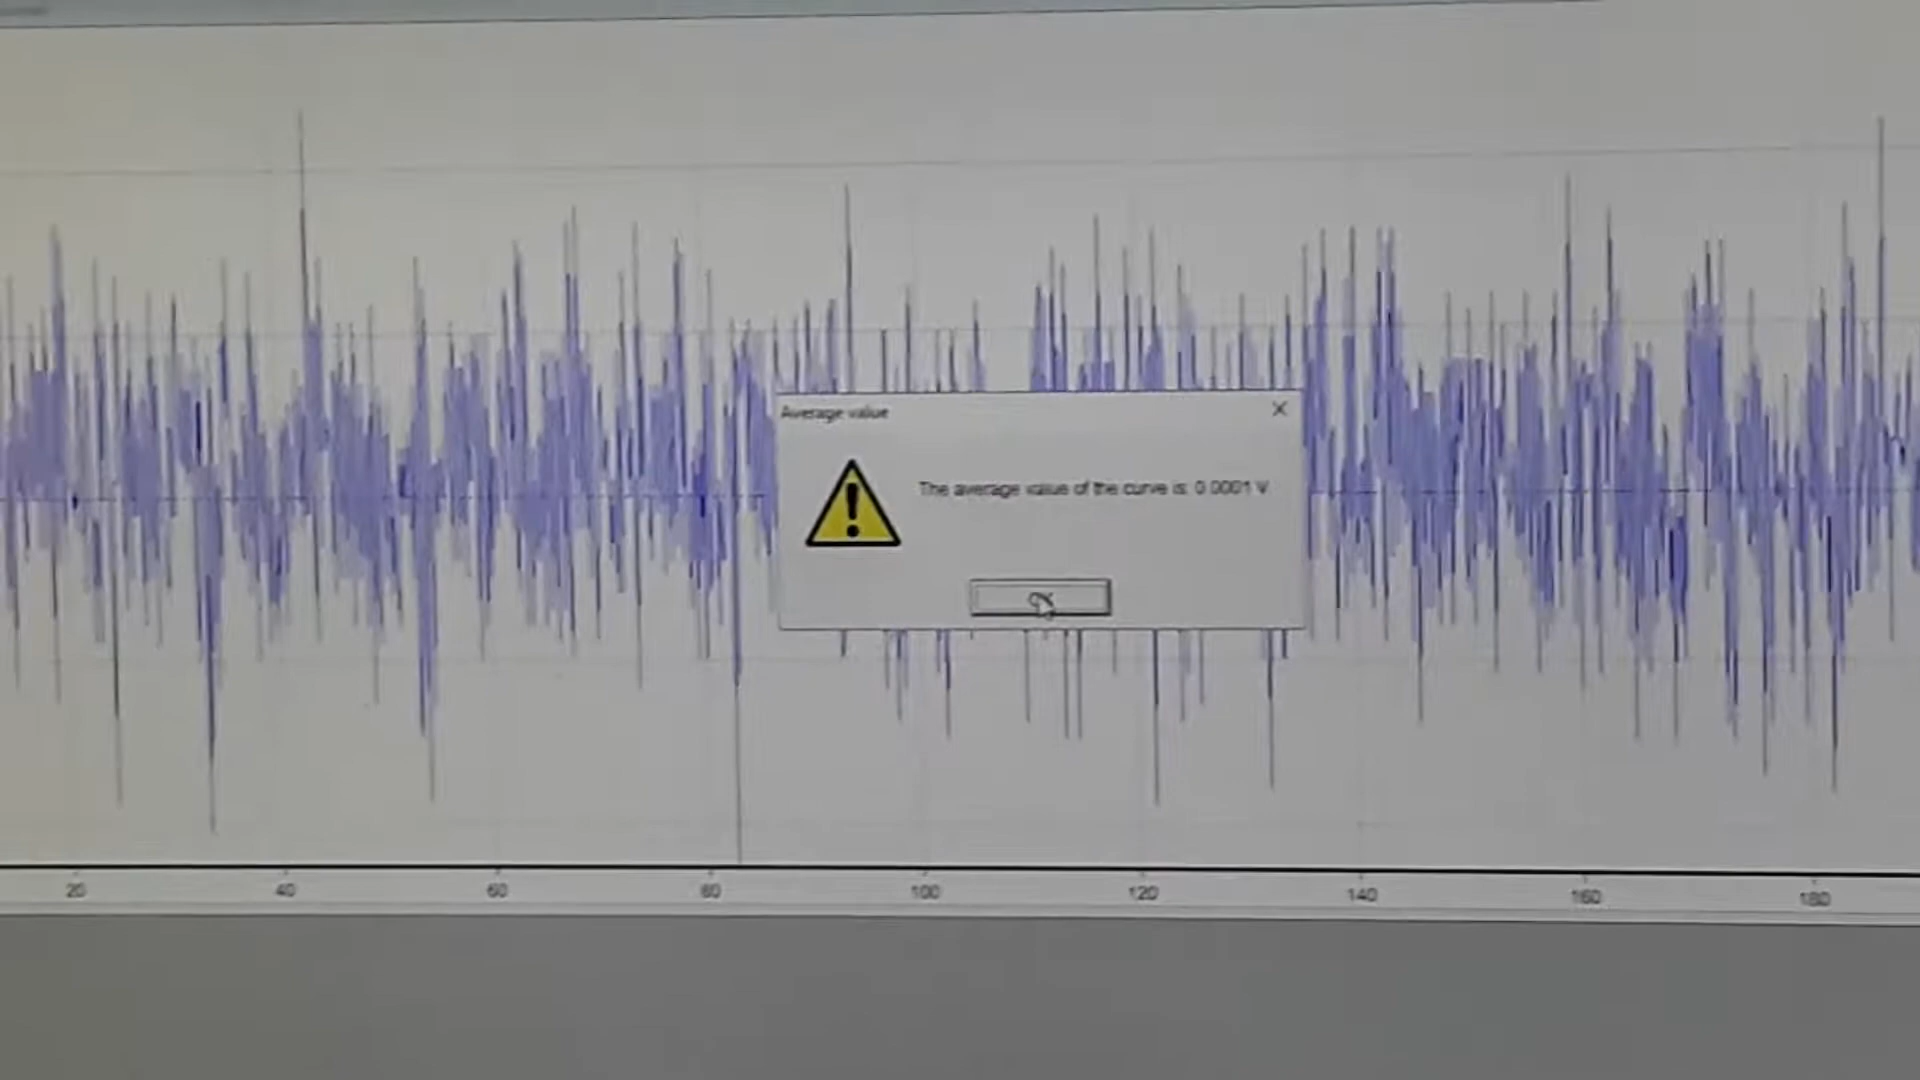 Average value
The average value of the curve is: 0.0001 V
20 40 60 80 100 120 140 160 180